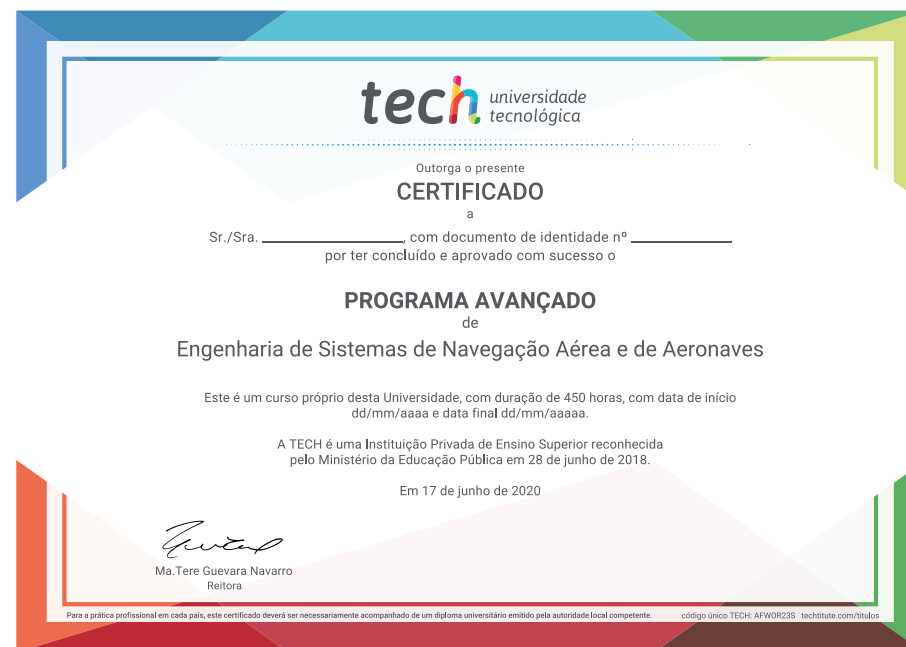 tech universidade
tecnológica
Outorga o presente
CERTIFICADO
a
Sr./Sra. ____________, com documento de identidade nº ____________
por ter concluído e aprovado com sucesso o
PROGRAMA AVANÇADO
de
Engenharia de Sistemas de Navegação Aérea e de Aeronaves
Este é um curso próprio desta Universidade, com duração de 450 horas, com data de início
dd/mm/aaaa e data final dd/mm/aaaaa.
A TECH é uma Instituição Privada de Ensino Superior reconhecida
pelo Ministério da Educação Pública em 28 de junho de 2018.
Em 17 de junho de 2020
Ma.Tere Guevara Navarro
Reitora
Para a prática profissional em cada país, este certificado deverá ser necessariamente acompanhado de um diploma universitário emitido pela autoridade local competente. código único TECH: AFWOR23S techtitute.com/titulos